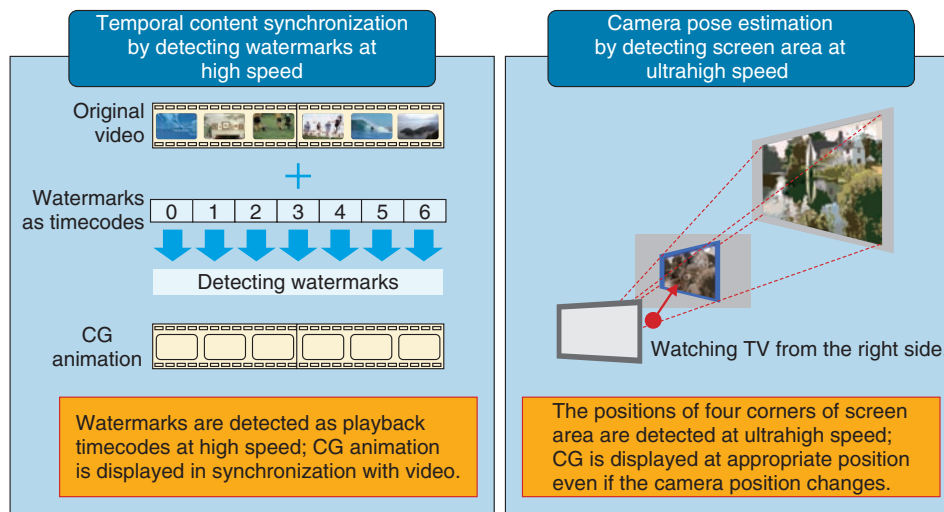 Temporal content synchronization
by detecting watermarks at
high speed
Original
video
Watermarks
as timecodes
0 1 2 3 4 5 6
Detecting watermarks
CG
animation
Watermarks are detected as playback
timecodes at high speed; CG animation
is displayed in synchronization with video.
Camera pose estimation
by detecting screen area at
ultrahigh speed
Watching TV from the right side
The positions of four corners of screen
area are detected at ultrahigh speed;
CG is displayed at appropriate position
even if the camera position changes.